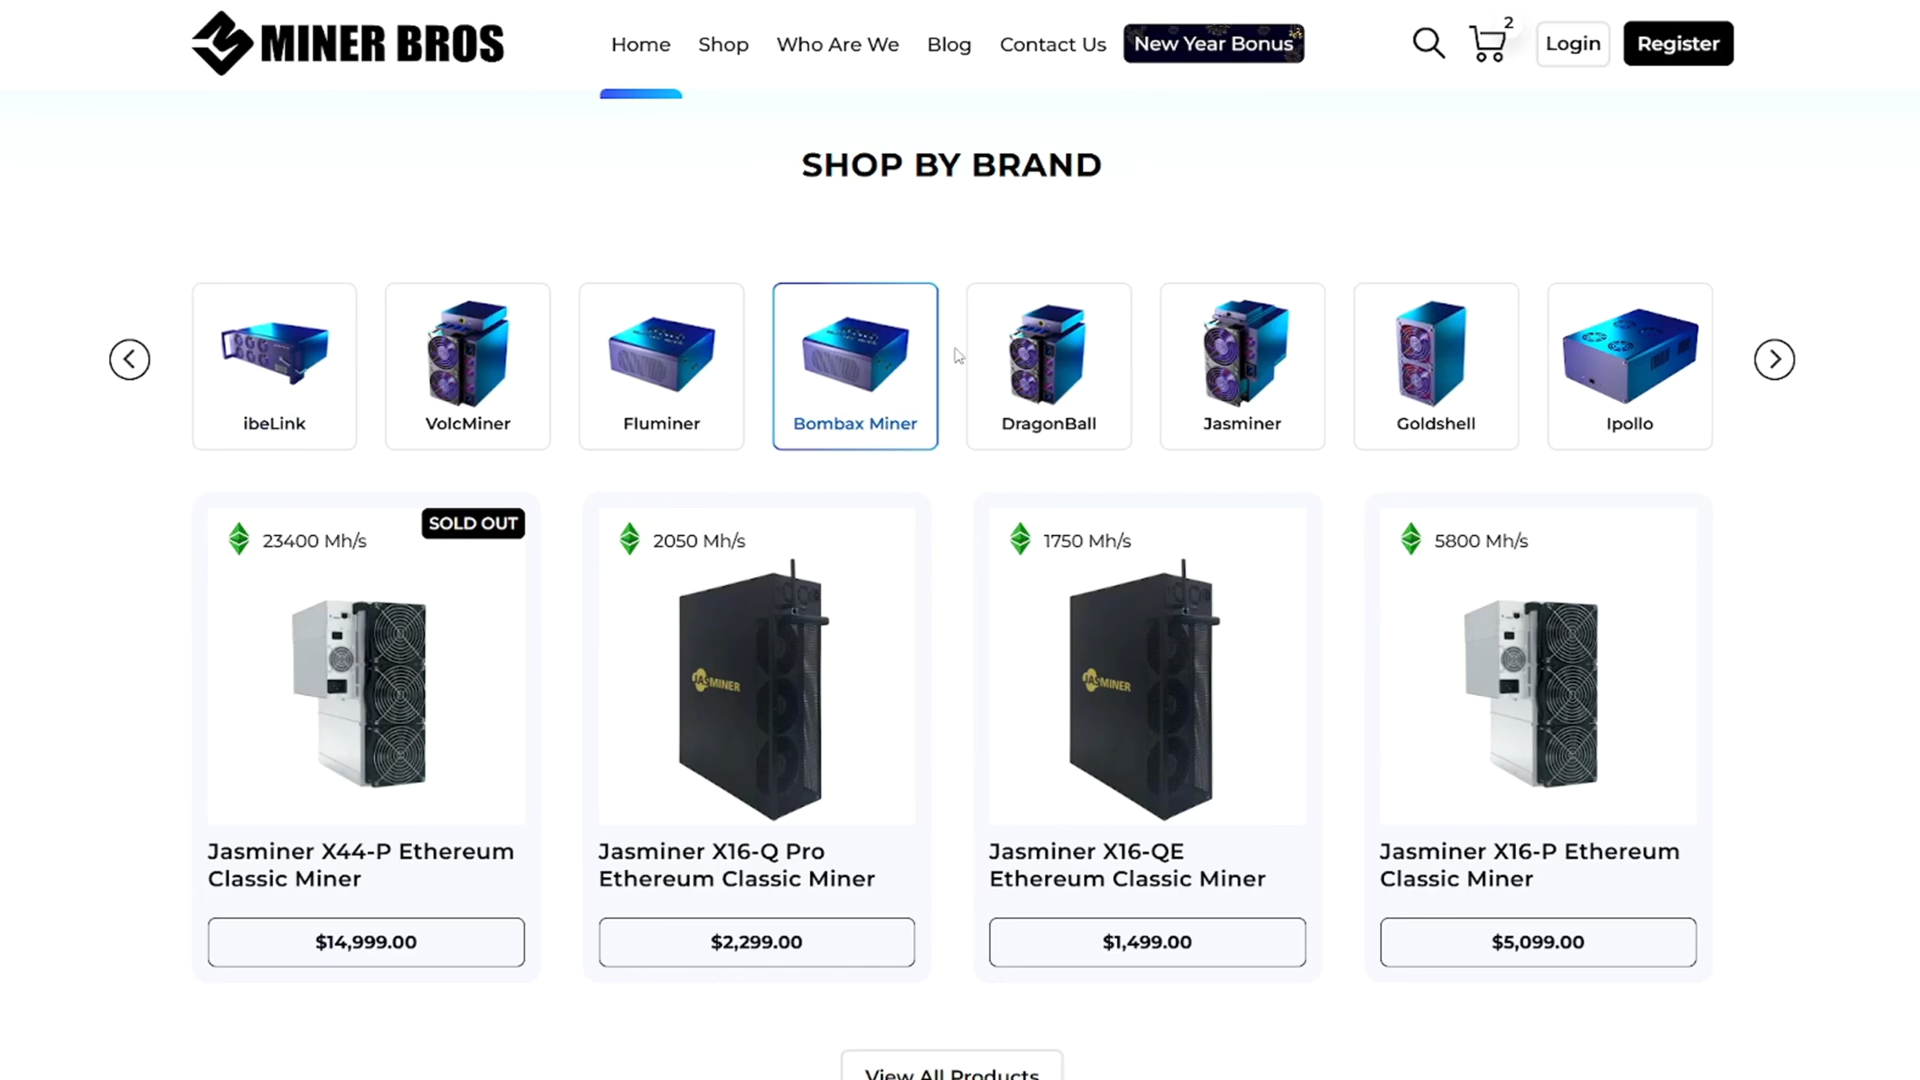 MINER BROS
Home Shop Who Are We Blog Contact Us New Year Bonus 2 Login Register
SHOP BY BRAND
ibeLink VolcMiner Fluminer Bombax Miner DragonBall Jasminer Goldshell Ipollo
23400 Mh/s SOLD OUT 2050 Mh/s 1750 Mh/s 5800 Mh/s
JASMINER JASMINER
Jasminer X44-P Ethereum
Classic Miner
Jasminer X16-Q Pro
Ethereum Classic Miner
Jasminer X16-QE
Ethereum Classic Miner
Jasminer X16-P Ethereum
Classic Miner
$14,999.00 $2,299.00 $1,499.00 $5,099.00
View All Products